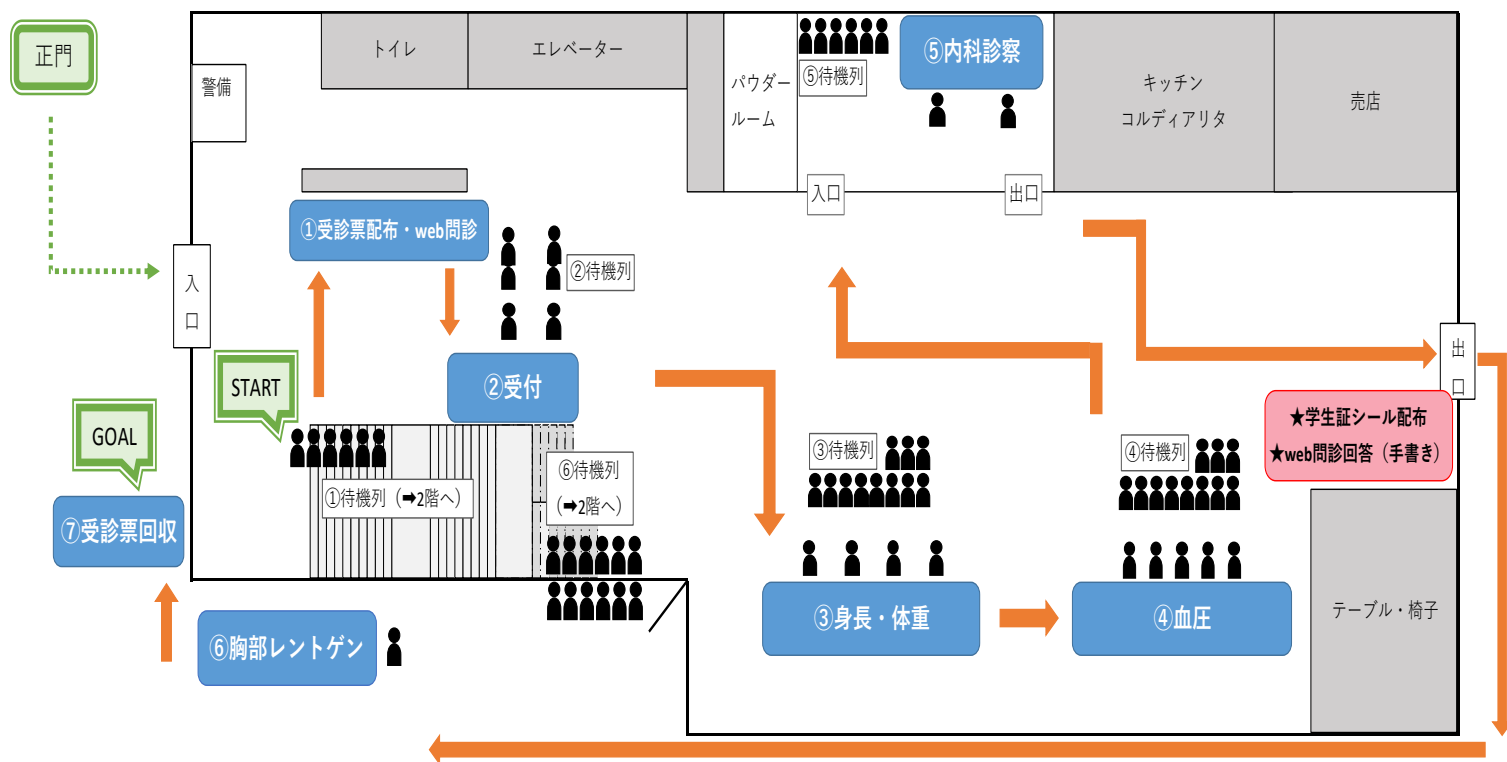 正門
警備
トイレ
エレベーター
パウダー
ルーム
⑤待機列
⑤内科診察
キッチン
コルディアリタ
売店
入口
出口
①受診票配布・web問診
②待機列
入
口
START
②受付
出
口
★学生証シール配布
★web問診回答（手書き）
GOAL
①待機列（➡2階へ）
⑥待機列
（➡2階へ）
③待機列
④待機列
⑦受診票回収
⑥胸部レントゲン
③身長・体重
④血圧
テーブル・椅子